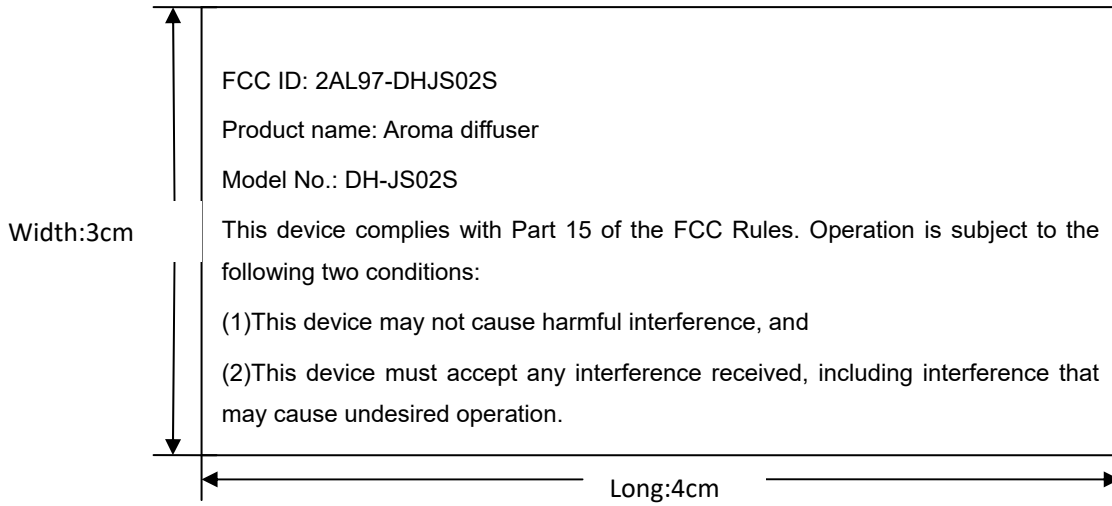 FCC ID: 2AL97-DHJS02S
Product name: Aroma diffuser
Model No.: DH-JS02S
Width:3cm
This device complies with Part 15 of the FCC Rules. Operation is subject to the
following two conditions:
(1)This device may not cause harmful interference, and
(2)This device must accept any interference received, including interference that
may cause undesired operation.
Long:4cm